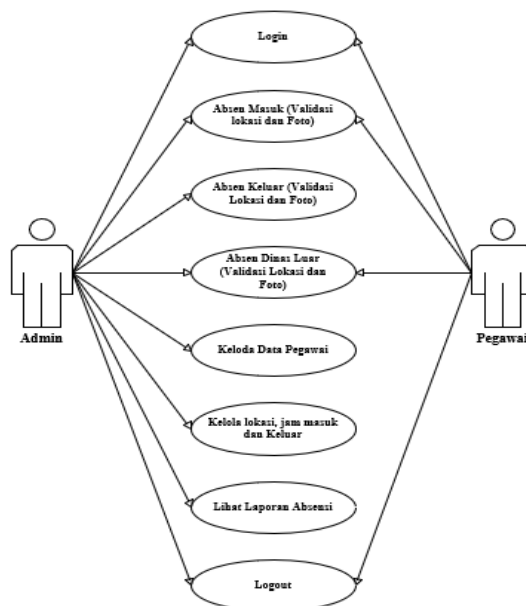 Login
Absen Masuk (Validasi
lokasi dan Foto)
Absen Keluar (Validasi
Lokasi dan Foto)
Absen Dinas Luar
(Validasi Lokasi dan
Foto)
Admin
Pegawai
Keloda Data Pegawai
Kelola lokasi, jam masuk
dan Keluar
Lihat Laporan Absensi
Logout